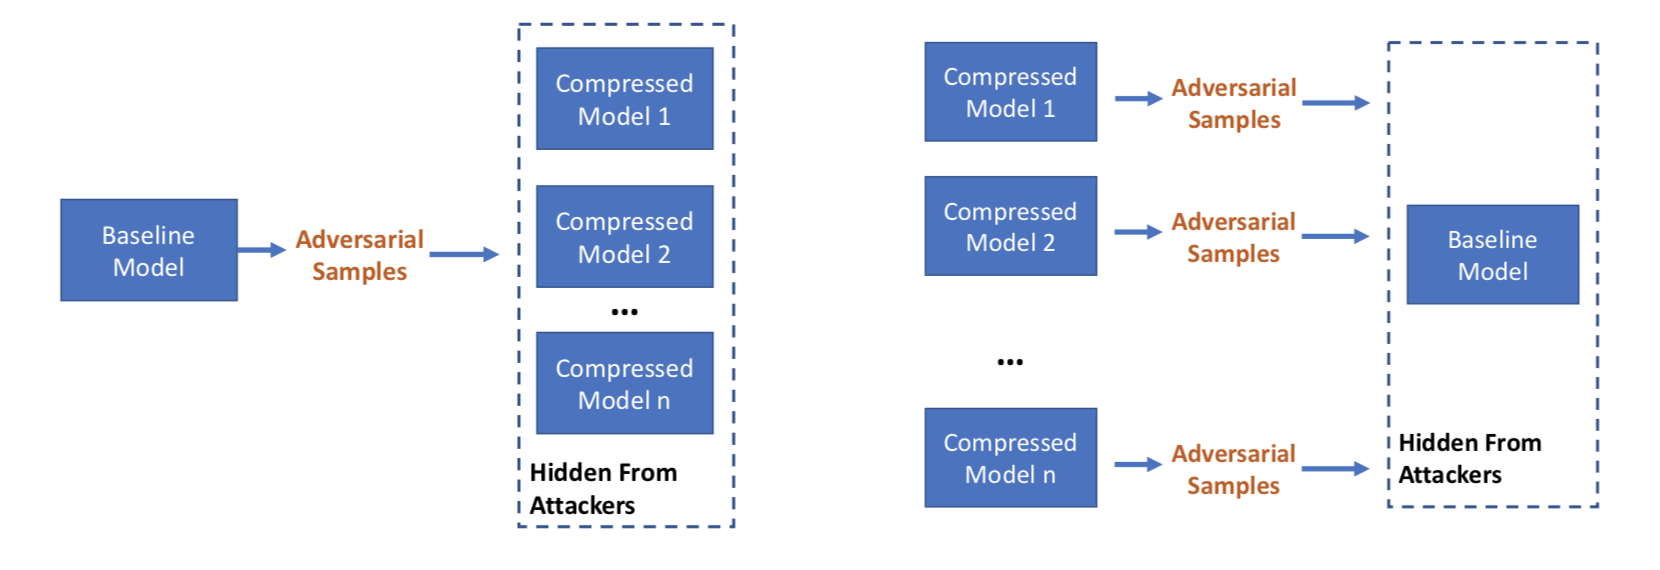 Baseline
Model
Adversarial
Samples
Compressed
Model 1
Compressed
Model 2
...
Compressed
Model n
Hidden From
Attackers
Compressed
Model 1
Adversarial
Samples
Compressed
Model 2
Adversarial
Samples
...
Compressed
Model n
Adversarial
Samples
Baseline
Model
Hidden From
Attackers